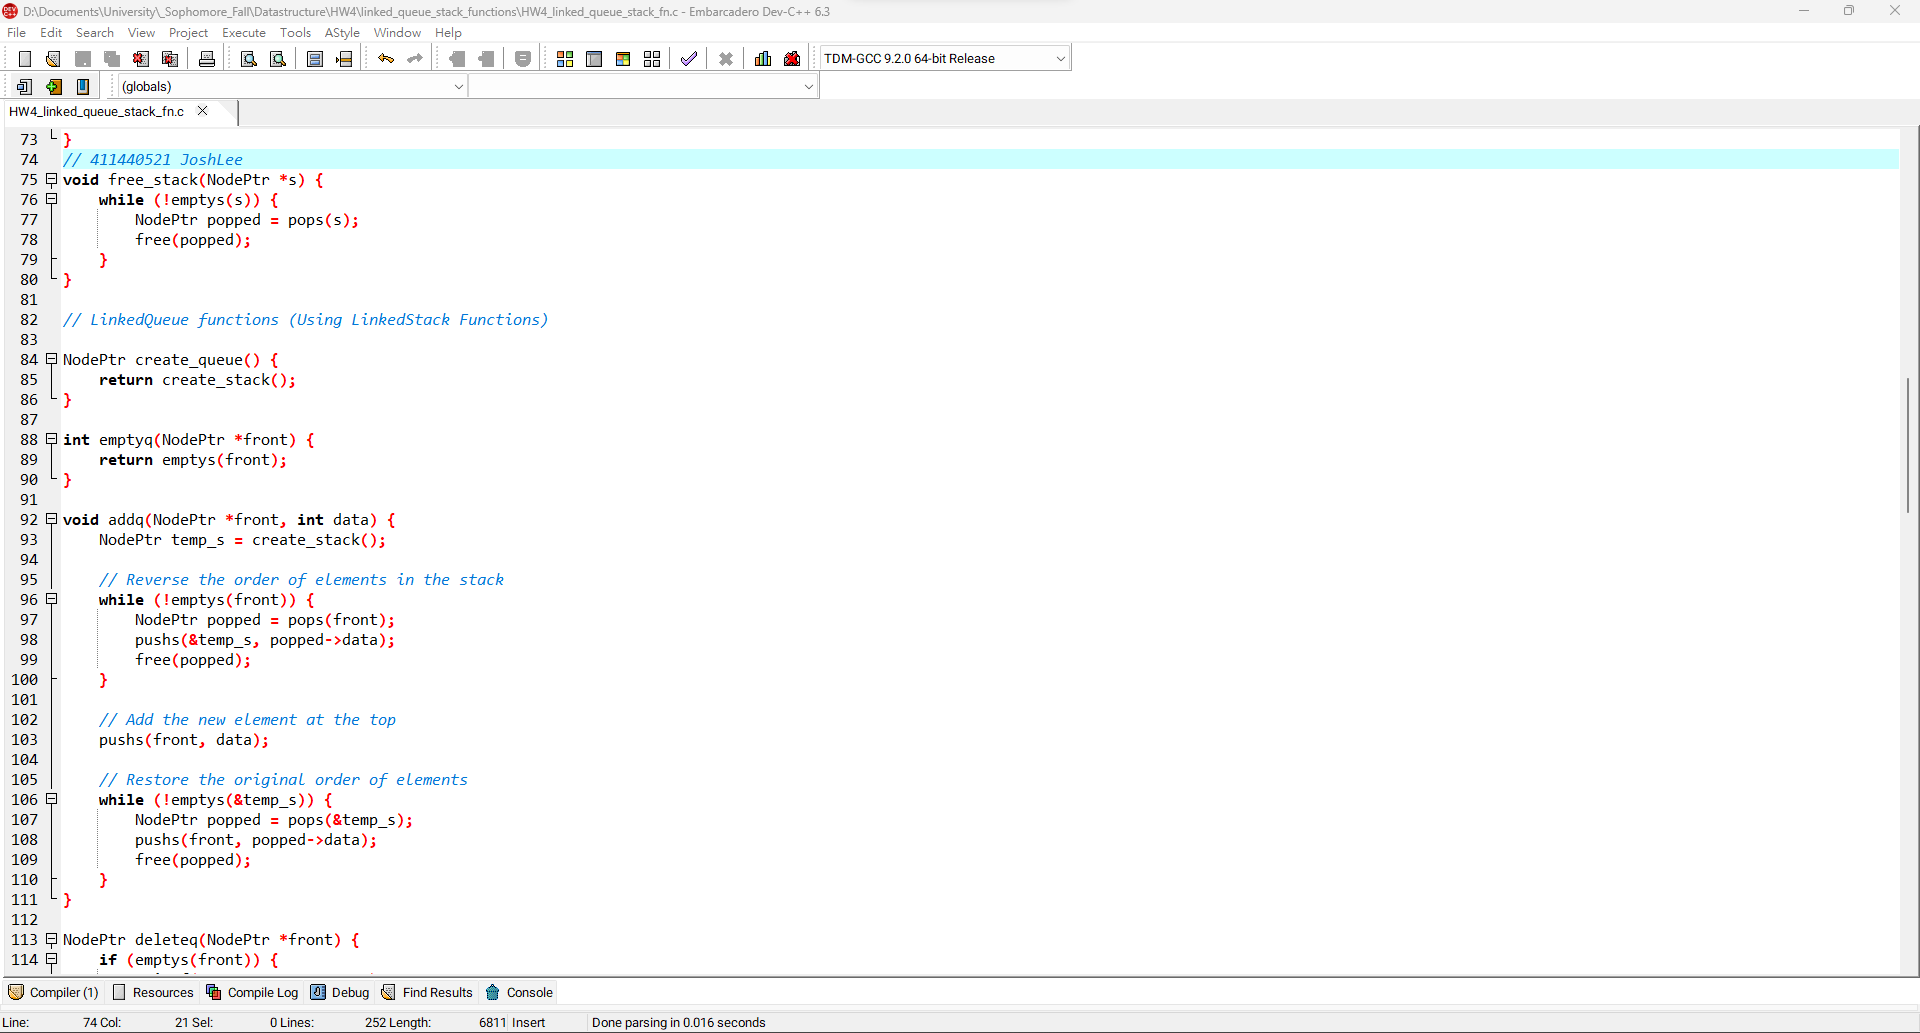 D:\Documents\University\_Sophomore_Fall\Datastructure\HW4\linked_queue_stack_functions\HW4_linked_queue_stack_fn.c - Embarcadero Dev-C++ 6.3
File Edit Search View Project Execute Tools AStyle Window Help
TDM-GCC 9.2.0 64-bit Release
(globals)
HW4_linked_queue_stack_fn.c
73 }
74 // 411440521 JoshLee
75 void free_stack(NodePtr *s) {
76     while (!emptys(s)) {
77         NodePtr popped = pops(s);
78         free(popped);
79     }
80 }
81
82 // LinkedQueue functions (Using LinkedStack Functions)
83
84 NodePtr create_queue() {
85     return create_stack();
86 }
87
88 int emptyq(NodePtr *front) {
89     return emptys(front);
90 }
91
92 void addq(NodePtr *front, int data) {
93     NodePtr temp_s = create_stack();
94
95     // Reverse the order of elements in the stack
96     while (!emptys(front)) {
97         NodePtr popped = pops(front);
98         pushs(&temp_s, popped->data);
99         free(popped);
100     }
101
102     // Add the new element at the top
103     pushs(front, data);
104
105     // Restore the original order of elements
106     while (!emptys(&temp_s)) {
107         NodePtr popped = pops(&temp_s);
108         pushs(front, popped->data);
109         free(popped);
110     }
111 }
112
113 NodePtr deleteq(NodePtr *front) {
114     if (emptys(front)) {
Compiler (1) Resources Compile Log Debug Find Results Console
Line: 74 Col: 21 Sel: 0 Lines: 252 Length: 6811 Insert Done parsing in 0.016 seconds